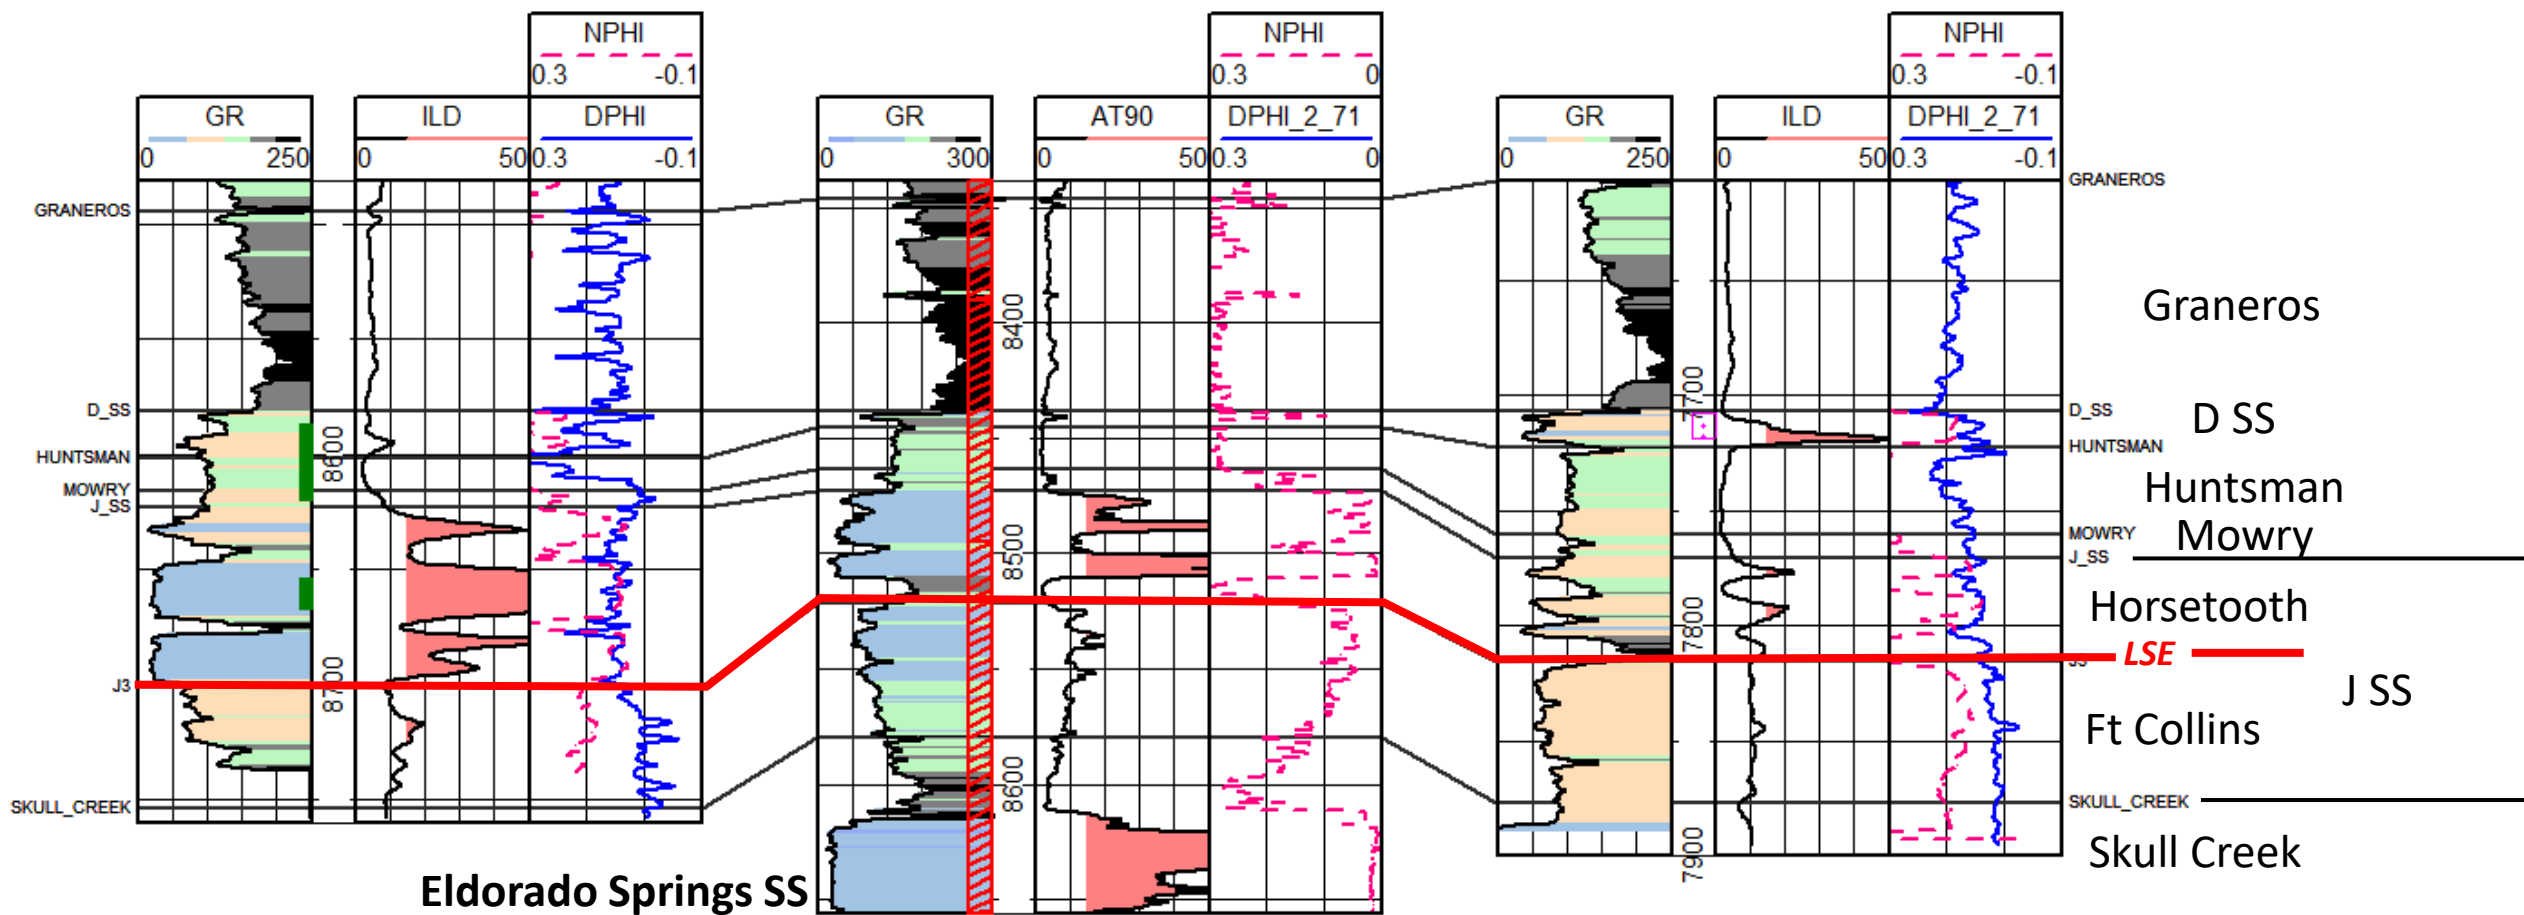 NPHI
0.3 -0.1
GR ILD DPHI
0 250 0 50 0.3 -0.1
GRANEROS
D_SS
HUNTSMAN
MOWRY
J_SS
J3
SKULL_CREEK
8600
8700
NPHI
0.3 0
GR AT90 DPHI_2_71
0 300 0 50 0.3 0
8400
8500
8600
Eldorado Springs SS
NPHI
0.3 -0.1
GR ILD DPHI_2_71
0 250 0 50 0.3 -0.1
7700
7800
7900
GRANEROS
D_SS
HUNTSMAN
MOWRY
J_SS
J3
SKULL_CREEK
Graneros
D SS
Huntsman
Mowry
Horsetooth
LSE
J SS
Ft Collins
Skull Creek